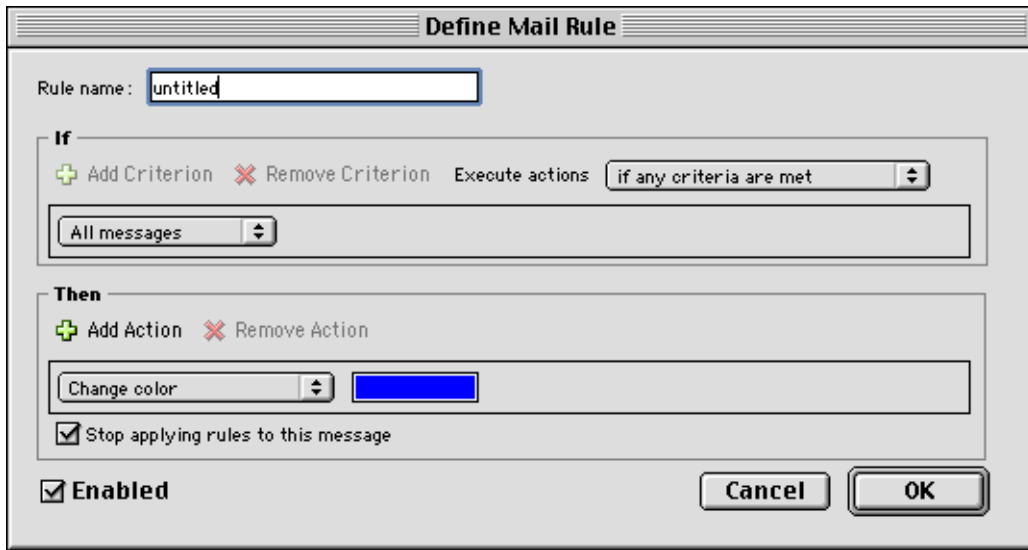 Define Mail Rule
Rule name: untitled
If
Add Criterion Remove Criterion Execute actions if any criteria are met
All messages
Then
Add Action Remove Action
Change color
Stop applying rules to this message
Enabled Cancel OK